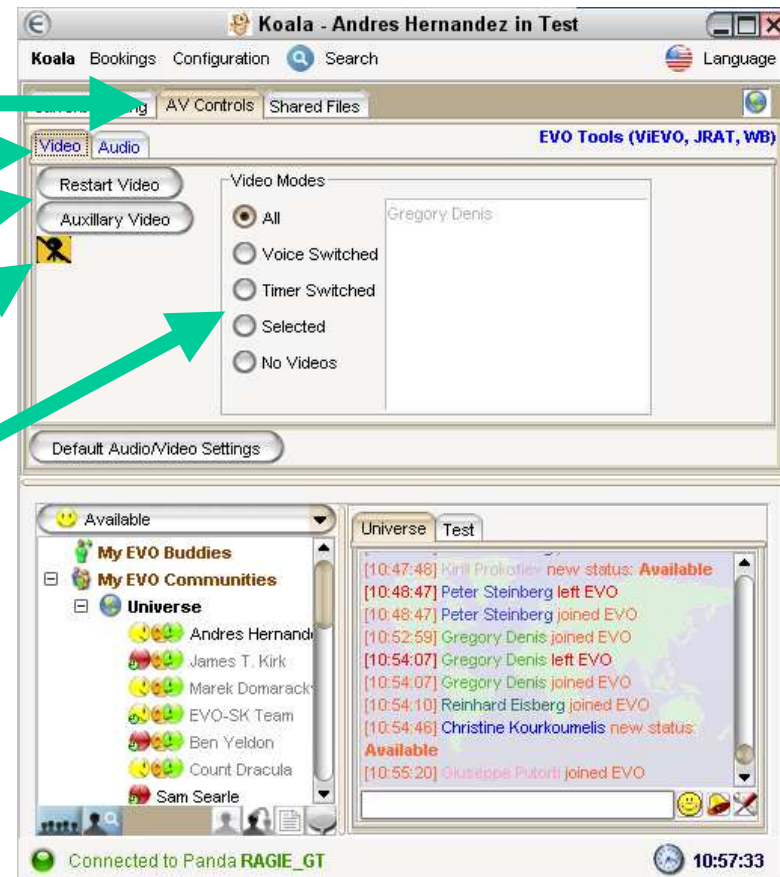 Koala - Andres Hernandez in Test
Koala Bookings Configuration Search Language
AV Controls Shared Files
Video Audio EVO Tools (ViEVO, JRAT, WB)
Restart Video
Auxillary Video
Video Modes
All
Voice Switched
Timer Switched
Selected
No Videos
Gregory Denis
Default Audio/Video Settings
Available
My EVO Buddies
My EVO Communities
Universe
Andres Hernand
James T. Kirk
Marek Domarack
EVO-SK Team
Ben Yeldon
Count Dracula
Sam Searle
Universe Test
[10:47:48] Kirill Prokofiev new status: Available
[10:48:47] Peter Steinberg left EVO
[10:48:47] Peter Steinberg joined EVO
[10:52:59] Gregory Denis joined EVO
[10:54:07] Gregory Denis left EVO
[10:54:07] Gregory Denis joined EVO
[10:54:10] Reinhard Eisberg joined EVO
[10:54:46] Christine Kourkoumelis new status:
Available
[10:55:20] Giuseppe Putorti joined EVO
Connected to Panda RAGIE_GT
10:57:33